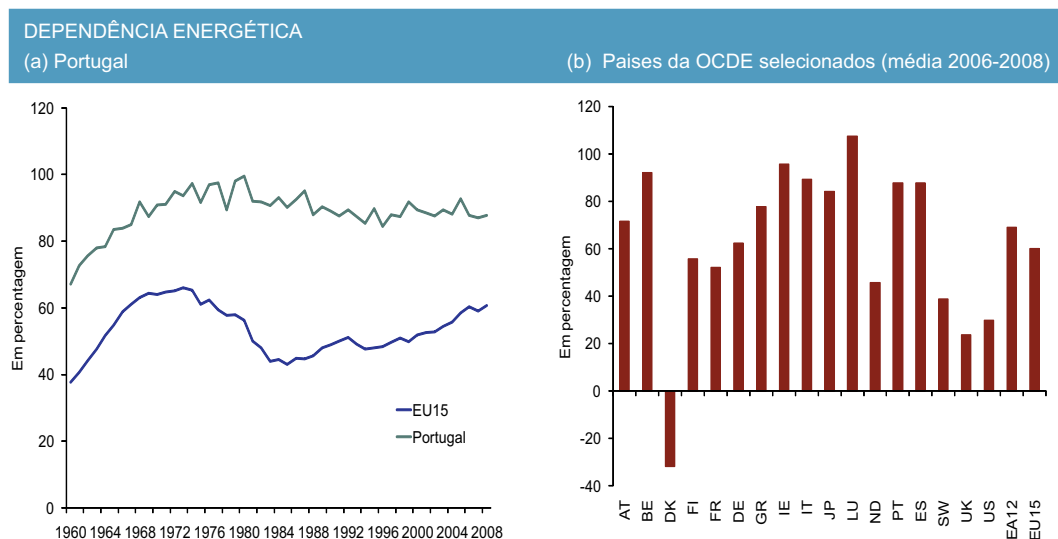 DEPENDÊNCIA ENERGÉTICA
(a) Portugal
(b) Paises da OCDE selecionados (média 2006-2008)
Em percentagem
120
100
80
60
40
20
0
1960 1964 1968 1972 1976 1980 1984 1988 1992 1996 2000 2004 2008
EU15
Portugal
Em percentagem
120
100
80
60
40
20
0
-20
-40
AT BE DK FI FR DE GR IE IT JP LU ND PT ES SW UK US EA12 EU15